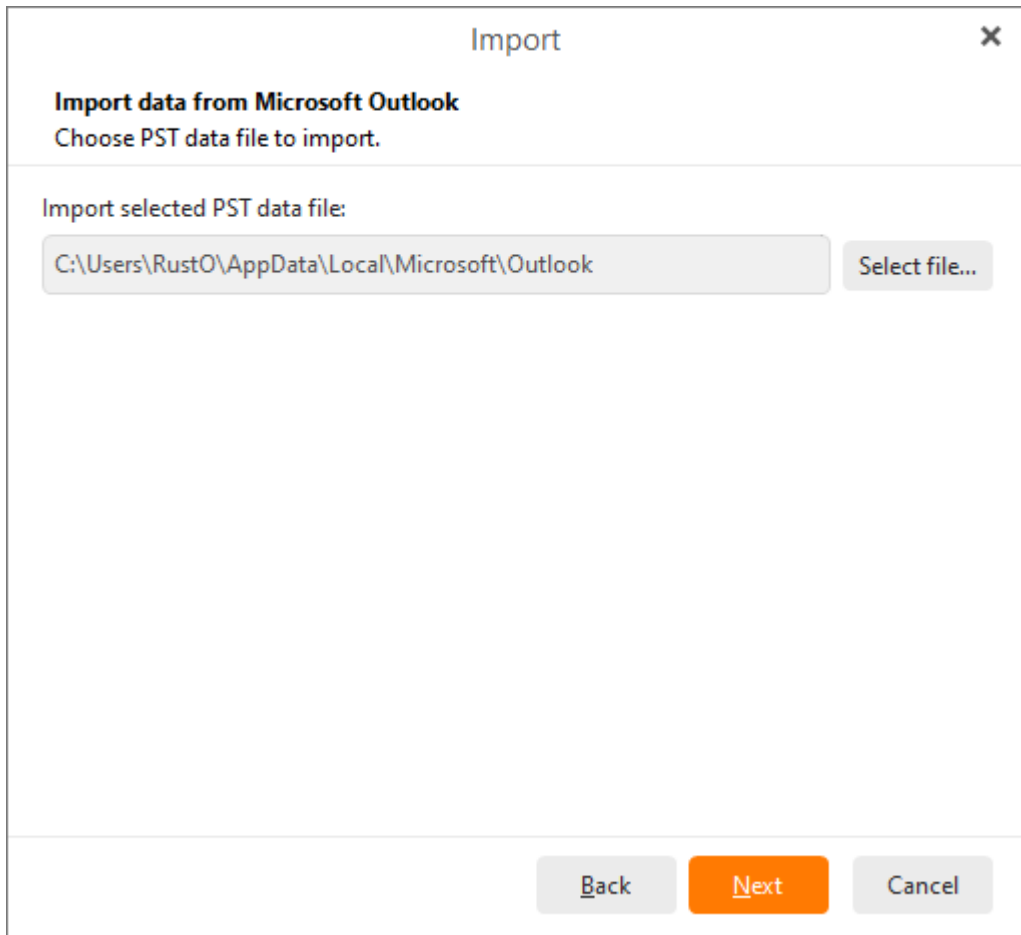 Import
Import data from Microsoft Outlook
Choose PST data file to import.
Import selected PST data file:
C:\Users\RustO\AppData\Local\Microsoft\Outlook
Select file...
Back
Next
Cancel